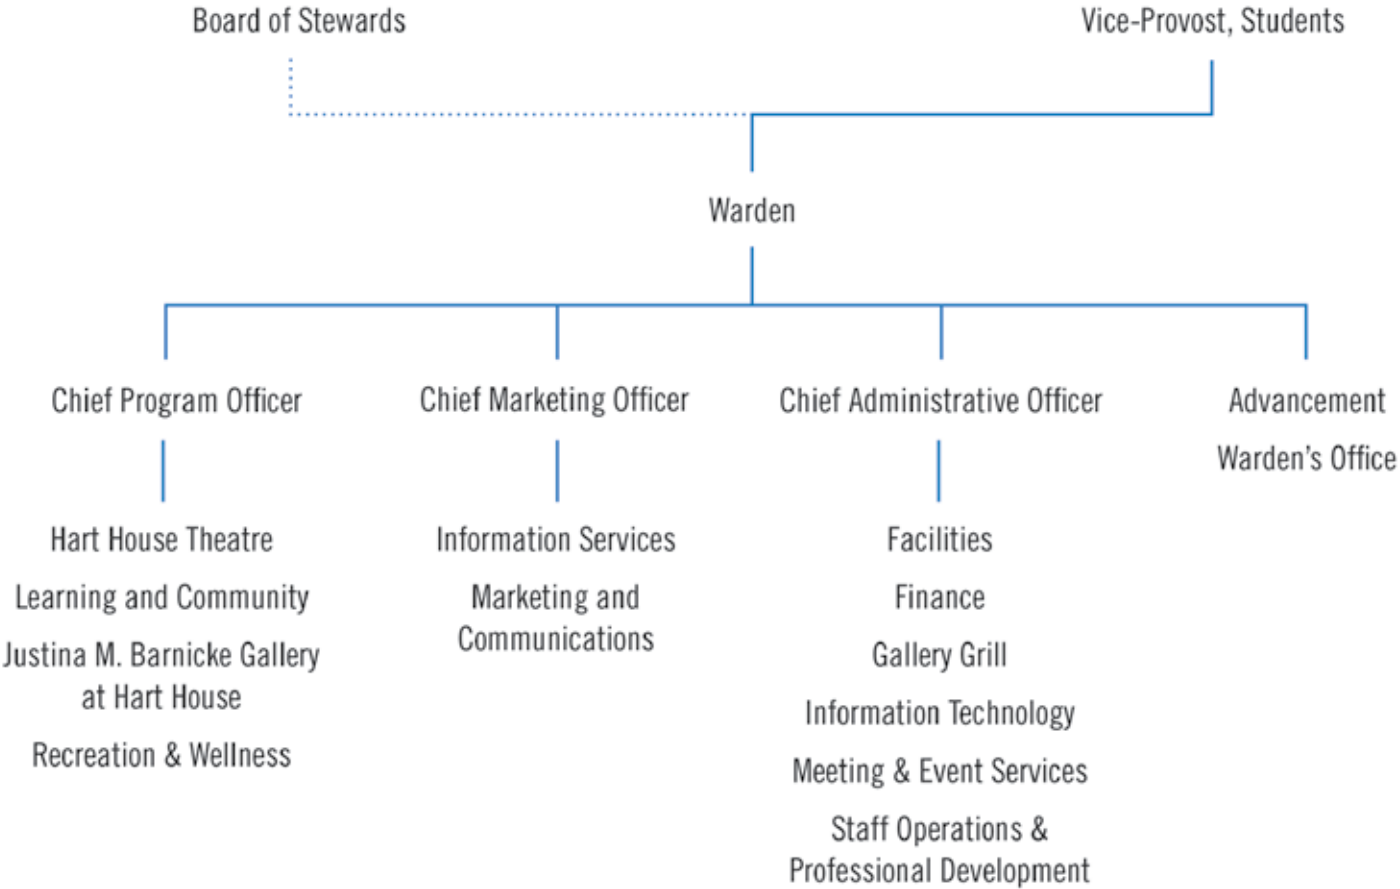 Board of Stewards
Vice-Provost, Students
Warden
Chief Program Officer
Chief Marketing Officer
Chief Administrative Officer
Advancement
Warden’s Office
Hart House Theatre
Learning and Community
Justina M. Barnicke Gallery
at Hart House
Recreation & Wellness
Information Services
Marketing and
Communications
Facilities
Finance
Gallery Grill
Information Technology
Meeting & Event Services
Staff Operations &
Professional Development